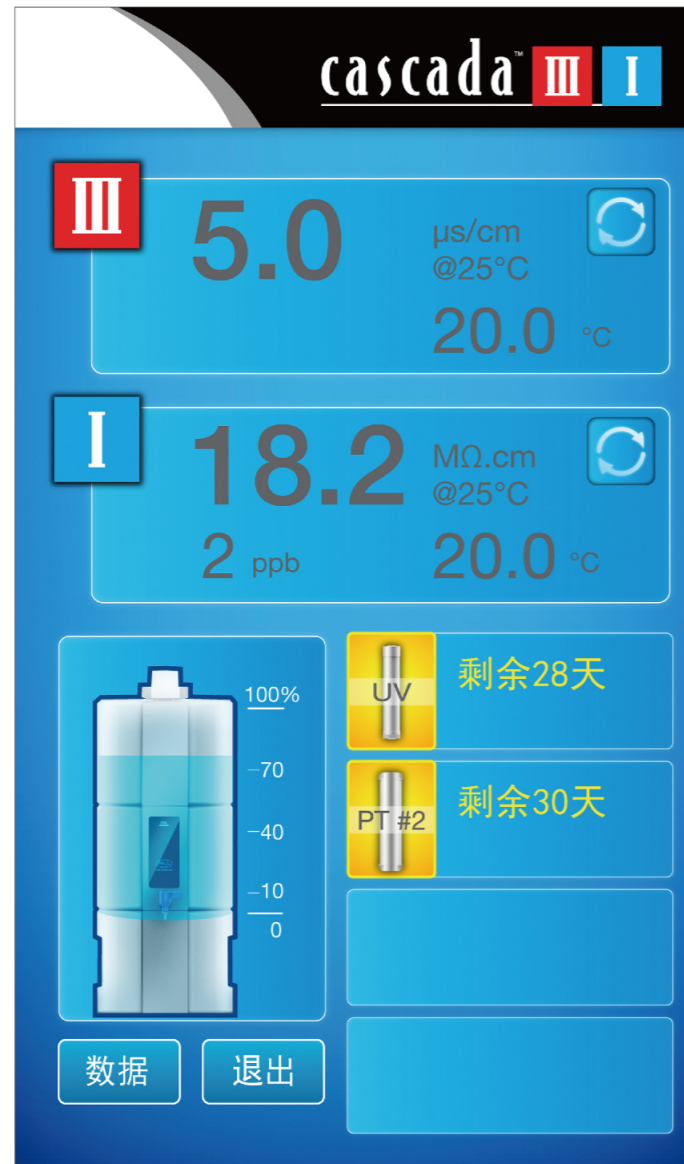 cascada™ III I
III
5.0
µs/cm
@25°C
20.0 °C
I
18.2
MΩ.cm
@25°C
2 ppb
20.0 °C
100%
–70
–40
–10
0
UV
剩余28天
PT #2
剩余30天
数据
退出